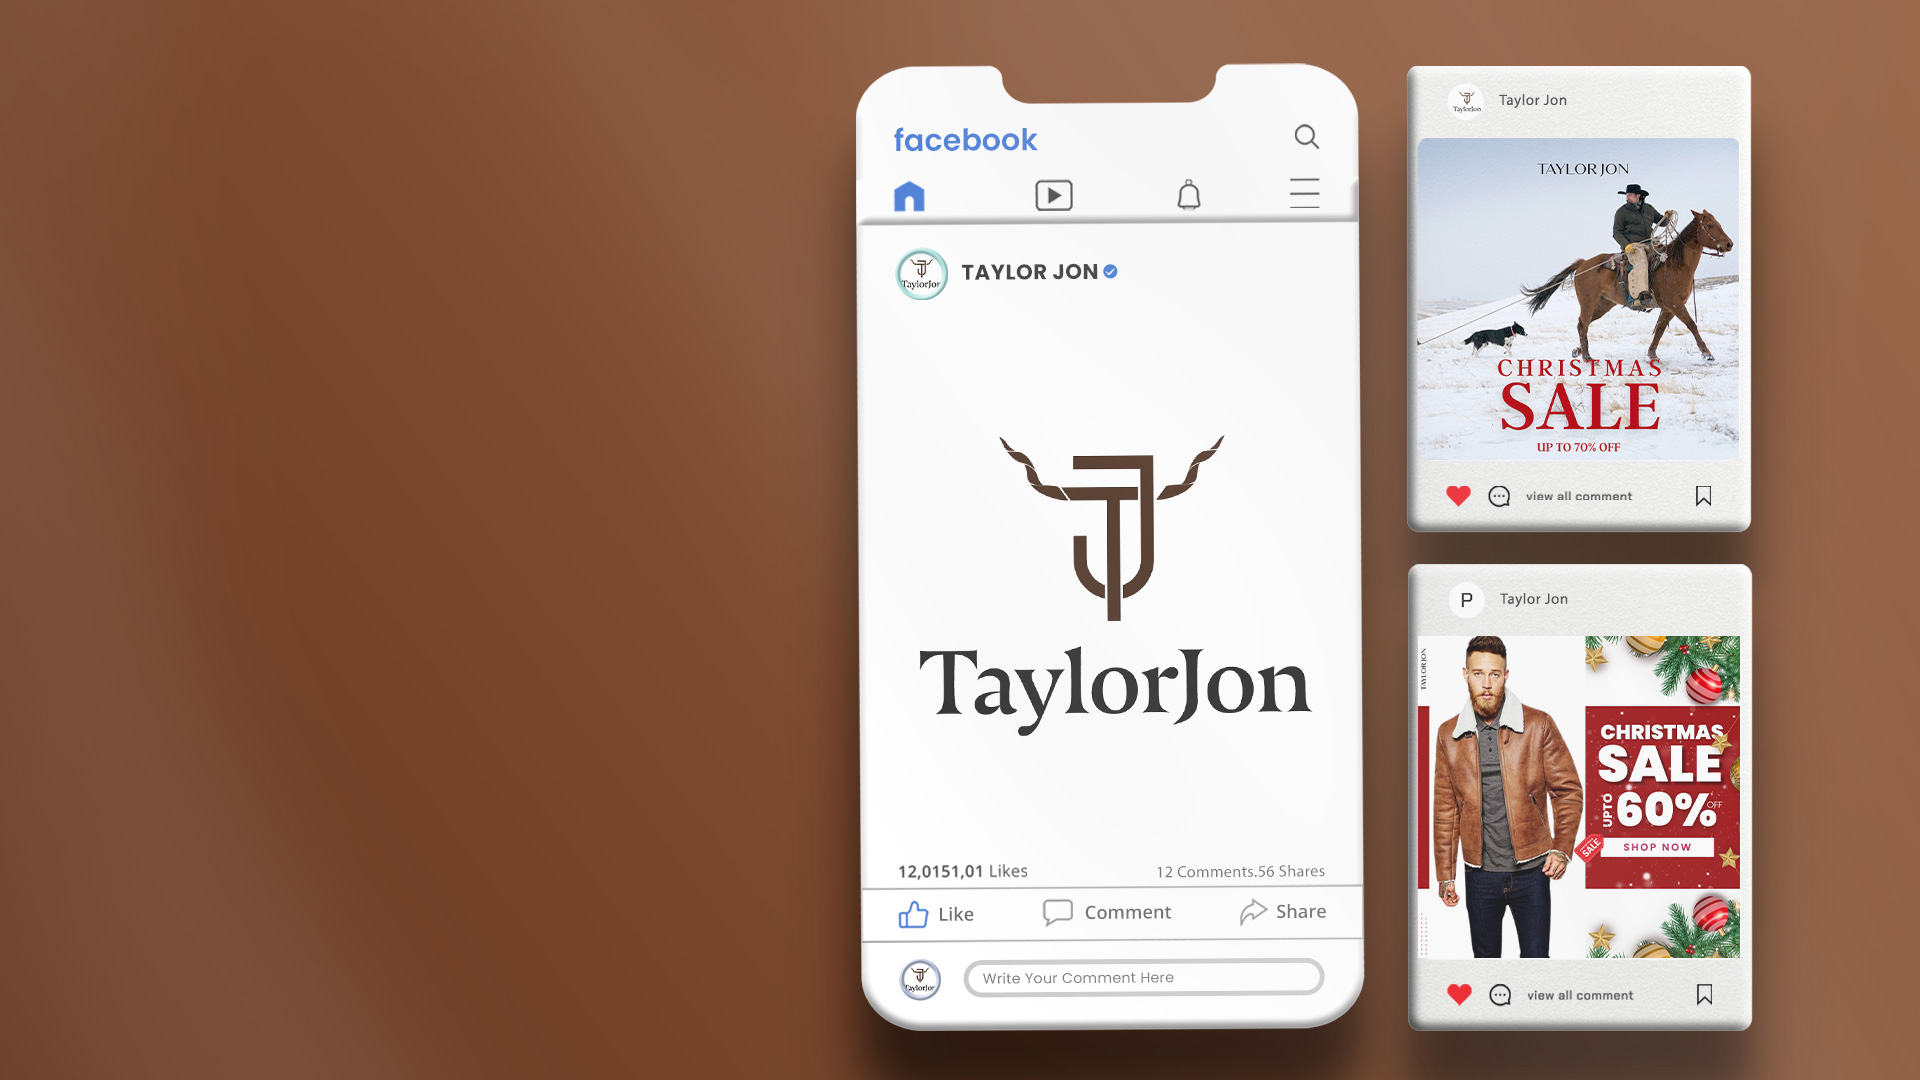 facebook
TaylorJon
TAYLOR JON
TaylorJon
12,0151,01 Likes
12 Comments.56 Shares
Like
Comment
Share
TaylorJon
Write Your Comment Here
TaylorJon
Taylor Jon
TAYLOR JON
CHRISTMAS
SALE
UP TO 70% OFF
view all comment
P
Taylor Jon
TAYLOR JON
CHRISTMAS
SALE
UPTO
60%
OFF
SALE
SHOP NOW
view all comment